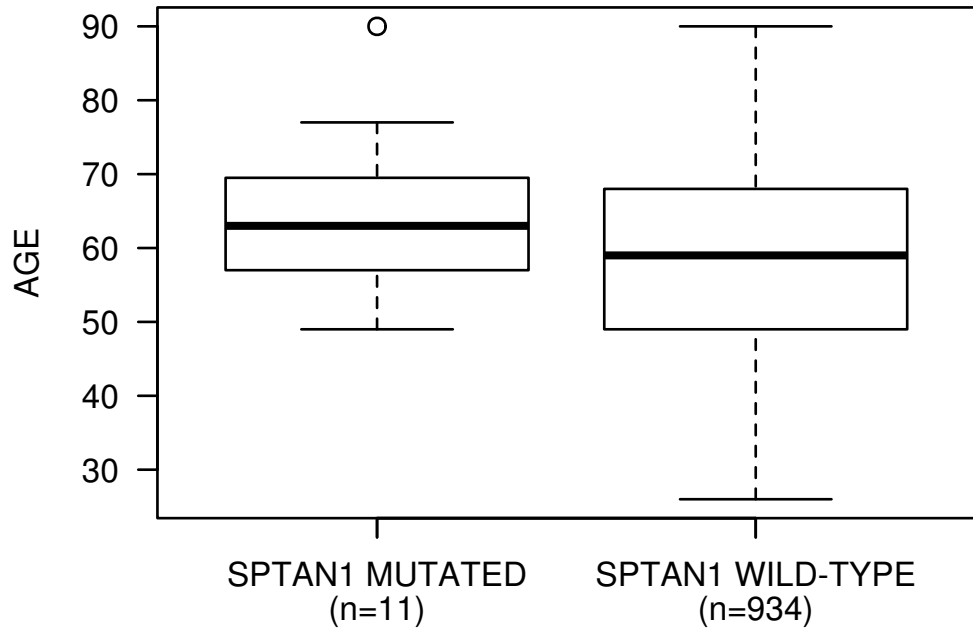 90
80
70
60
50
40
30
AGE
SPTAN1 MUTATED
(n=11)
SPTAN1 WILD-TYPE
(n=934)